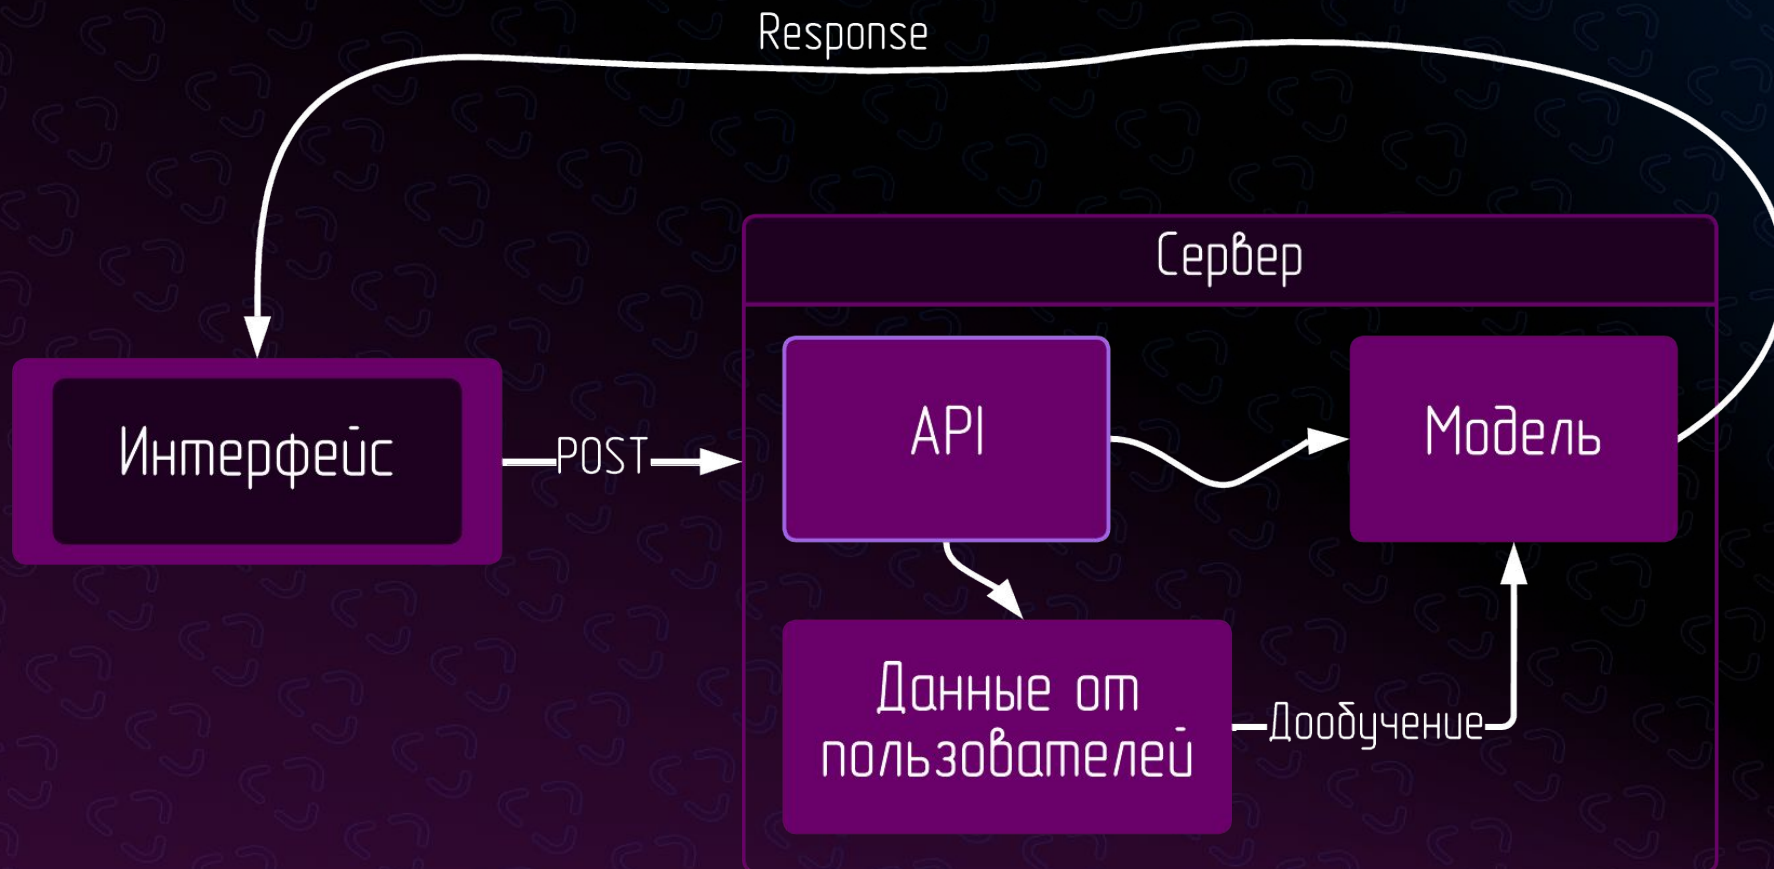 Response
Сервер
Интерфейс
POST
API
Модель
Данные от
пользователей
Дообучение